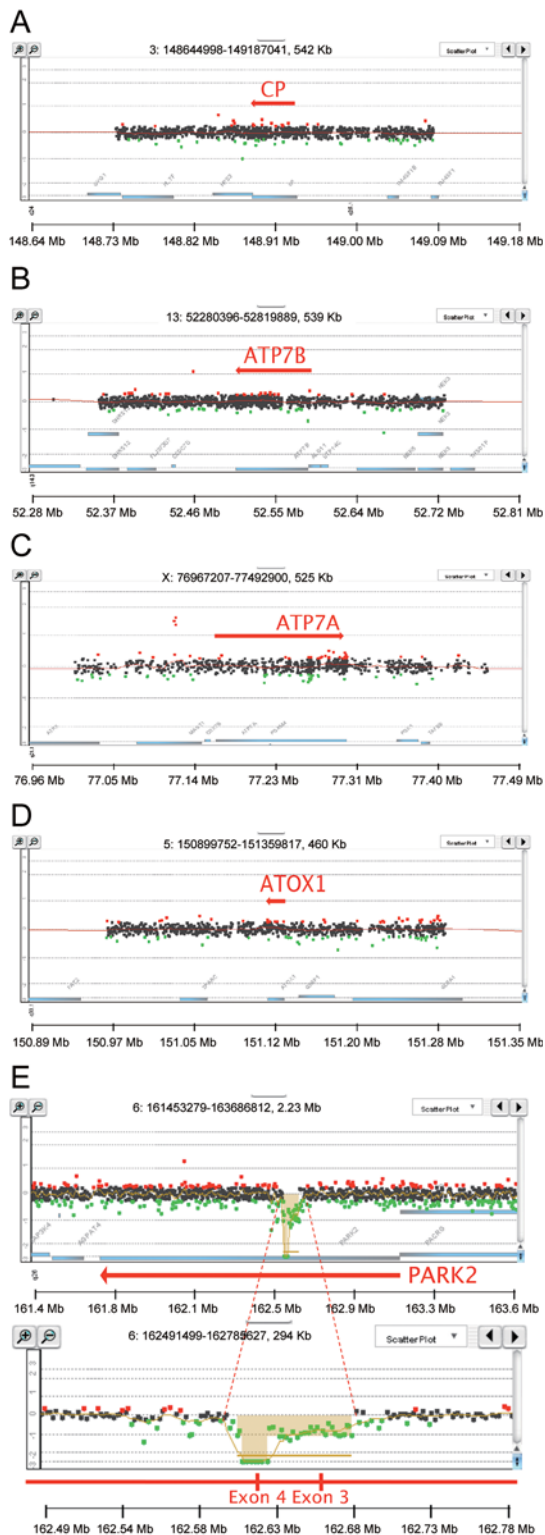 A
3: 148644998-149187041, 542 Kb
ScatterPlot
CP
148.64 Mb 148.73 Mb 148.82 Mb 148.91 Mb 149.00 Mb 149.09 Mb 149.18 Mb
B
13: 52280396-52819889, 539 Kb
ScatterPlot
ATP7B
52.28 Mb 52.37 Mb 52.46 Mb 52.55 Mb 52.64 Mb 52.72 Mb 52.81 Mb
C
X: 76967207-77492900, 525 Kb
ScatterPlot
ATP7A
76.96 Mb 77.05 Mb 77.14 Mb 77.23 Mb 77.31 Mb 77.40 Mb 77.49 Mb
D
5: 150899752-151359817, 460 Kb
ScatterPlot
ATOX1
150.89 Mb 150.97 Mb 151.05 Mb 151.12 Mb 151.20 Mb 151.28 Mb 151.35 Mb
E
6: 161453279-163686812, 2.23 Mb
ScatterPlot
PARK2 PACRG
PARK2
161.4 Mb 161.8 Mb 162.1 Mb 162.5 Mb 162.9 Mb 163.3 Mb 163.6 Mb
6: 162491499-162785627, 294 Kb
ScatterPlot
Exon 4 Exon 3
162.49 Mb 162.54 Mb 162.59 Mb 162.63 Mb 162.68 Mb 162.73 Mb 162.78 Mb